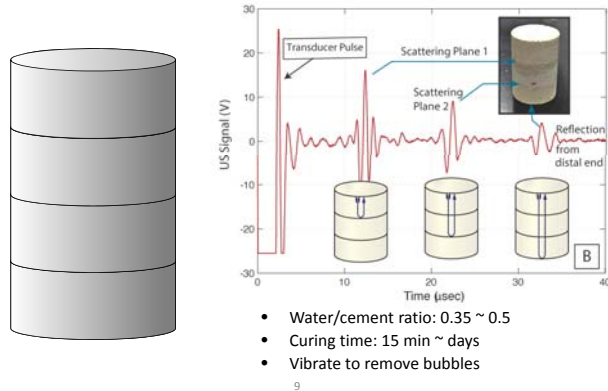 B
30
20
10
0
-10
-20
-30
US Signal (V)
Transducer Pulse
Scattering Plane 1
Scattering
Plane 2
Reflection
from
distal end
B
0
10
20
30
40
Time (μsec)
• Water/cement ratio: 0.35 ~ 0.5
• Curing time: 15 min ~ days
• Vibrate to remove bubbles
9